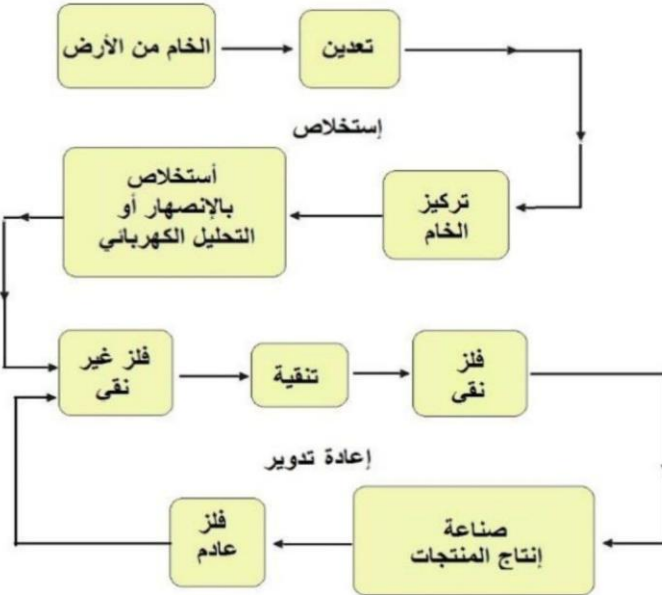 الخام من الأرض
تعدين
إستخلاص
تركيز
الخام
أستخلاص
بالإنصهار أو
التحليل الكهربائي
فلز غير
نقى
تنقية
فلز
نقى
إعادة تدوير
صناعة
إنتاج المنتجات
فلز
عادم